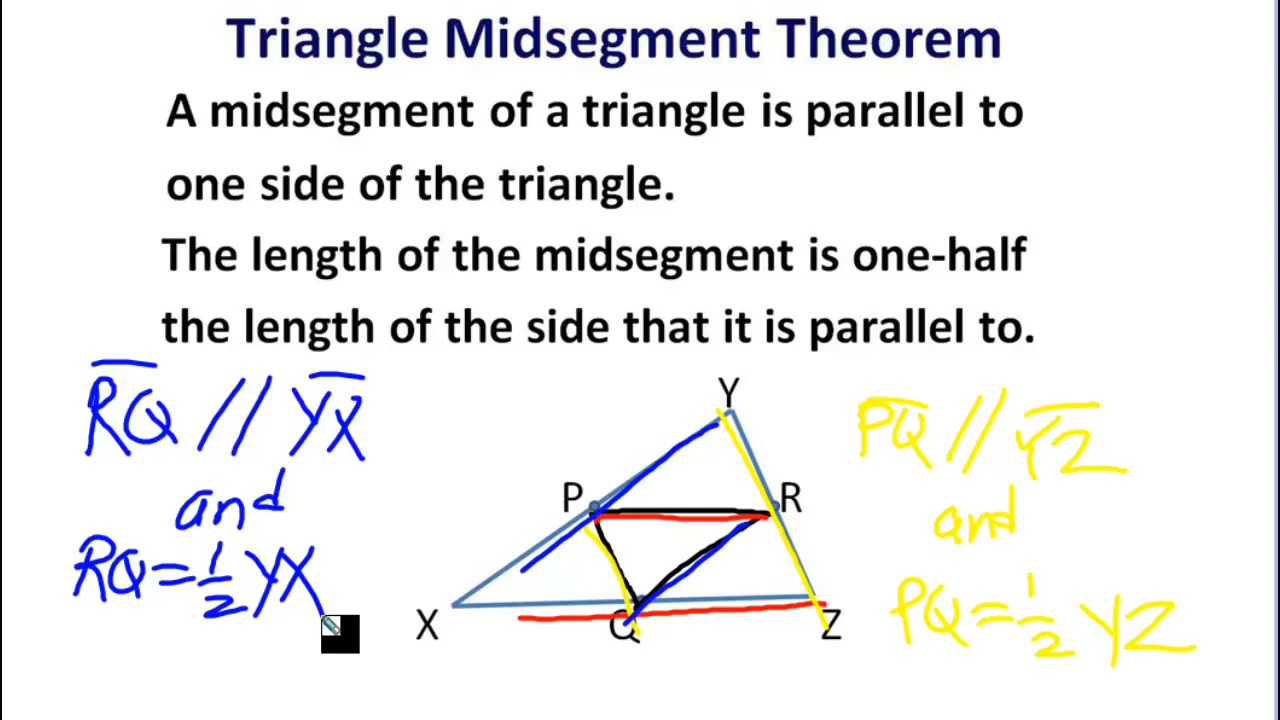 Triangle Midsegment Theorem
A midsegment of a triangle is parallel to
one side of the triangle.
The length of the midsegment is one-half
the length of the side that it is parallel to.
RQ // YX
and
RQ = 1/2 YX
Y
P
R
X
Q
Z
PQ // YZ
and
PQ = 1/2 YZ